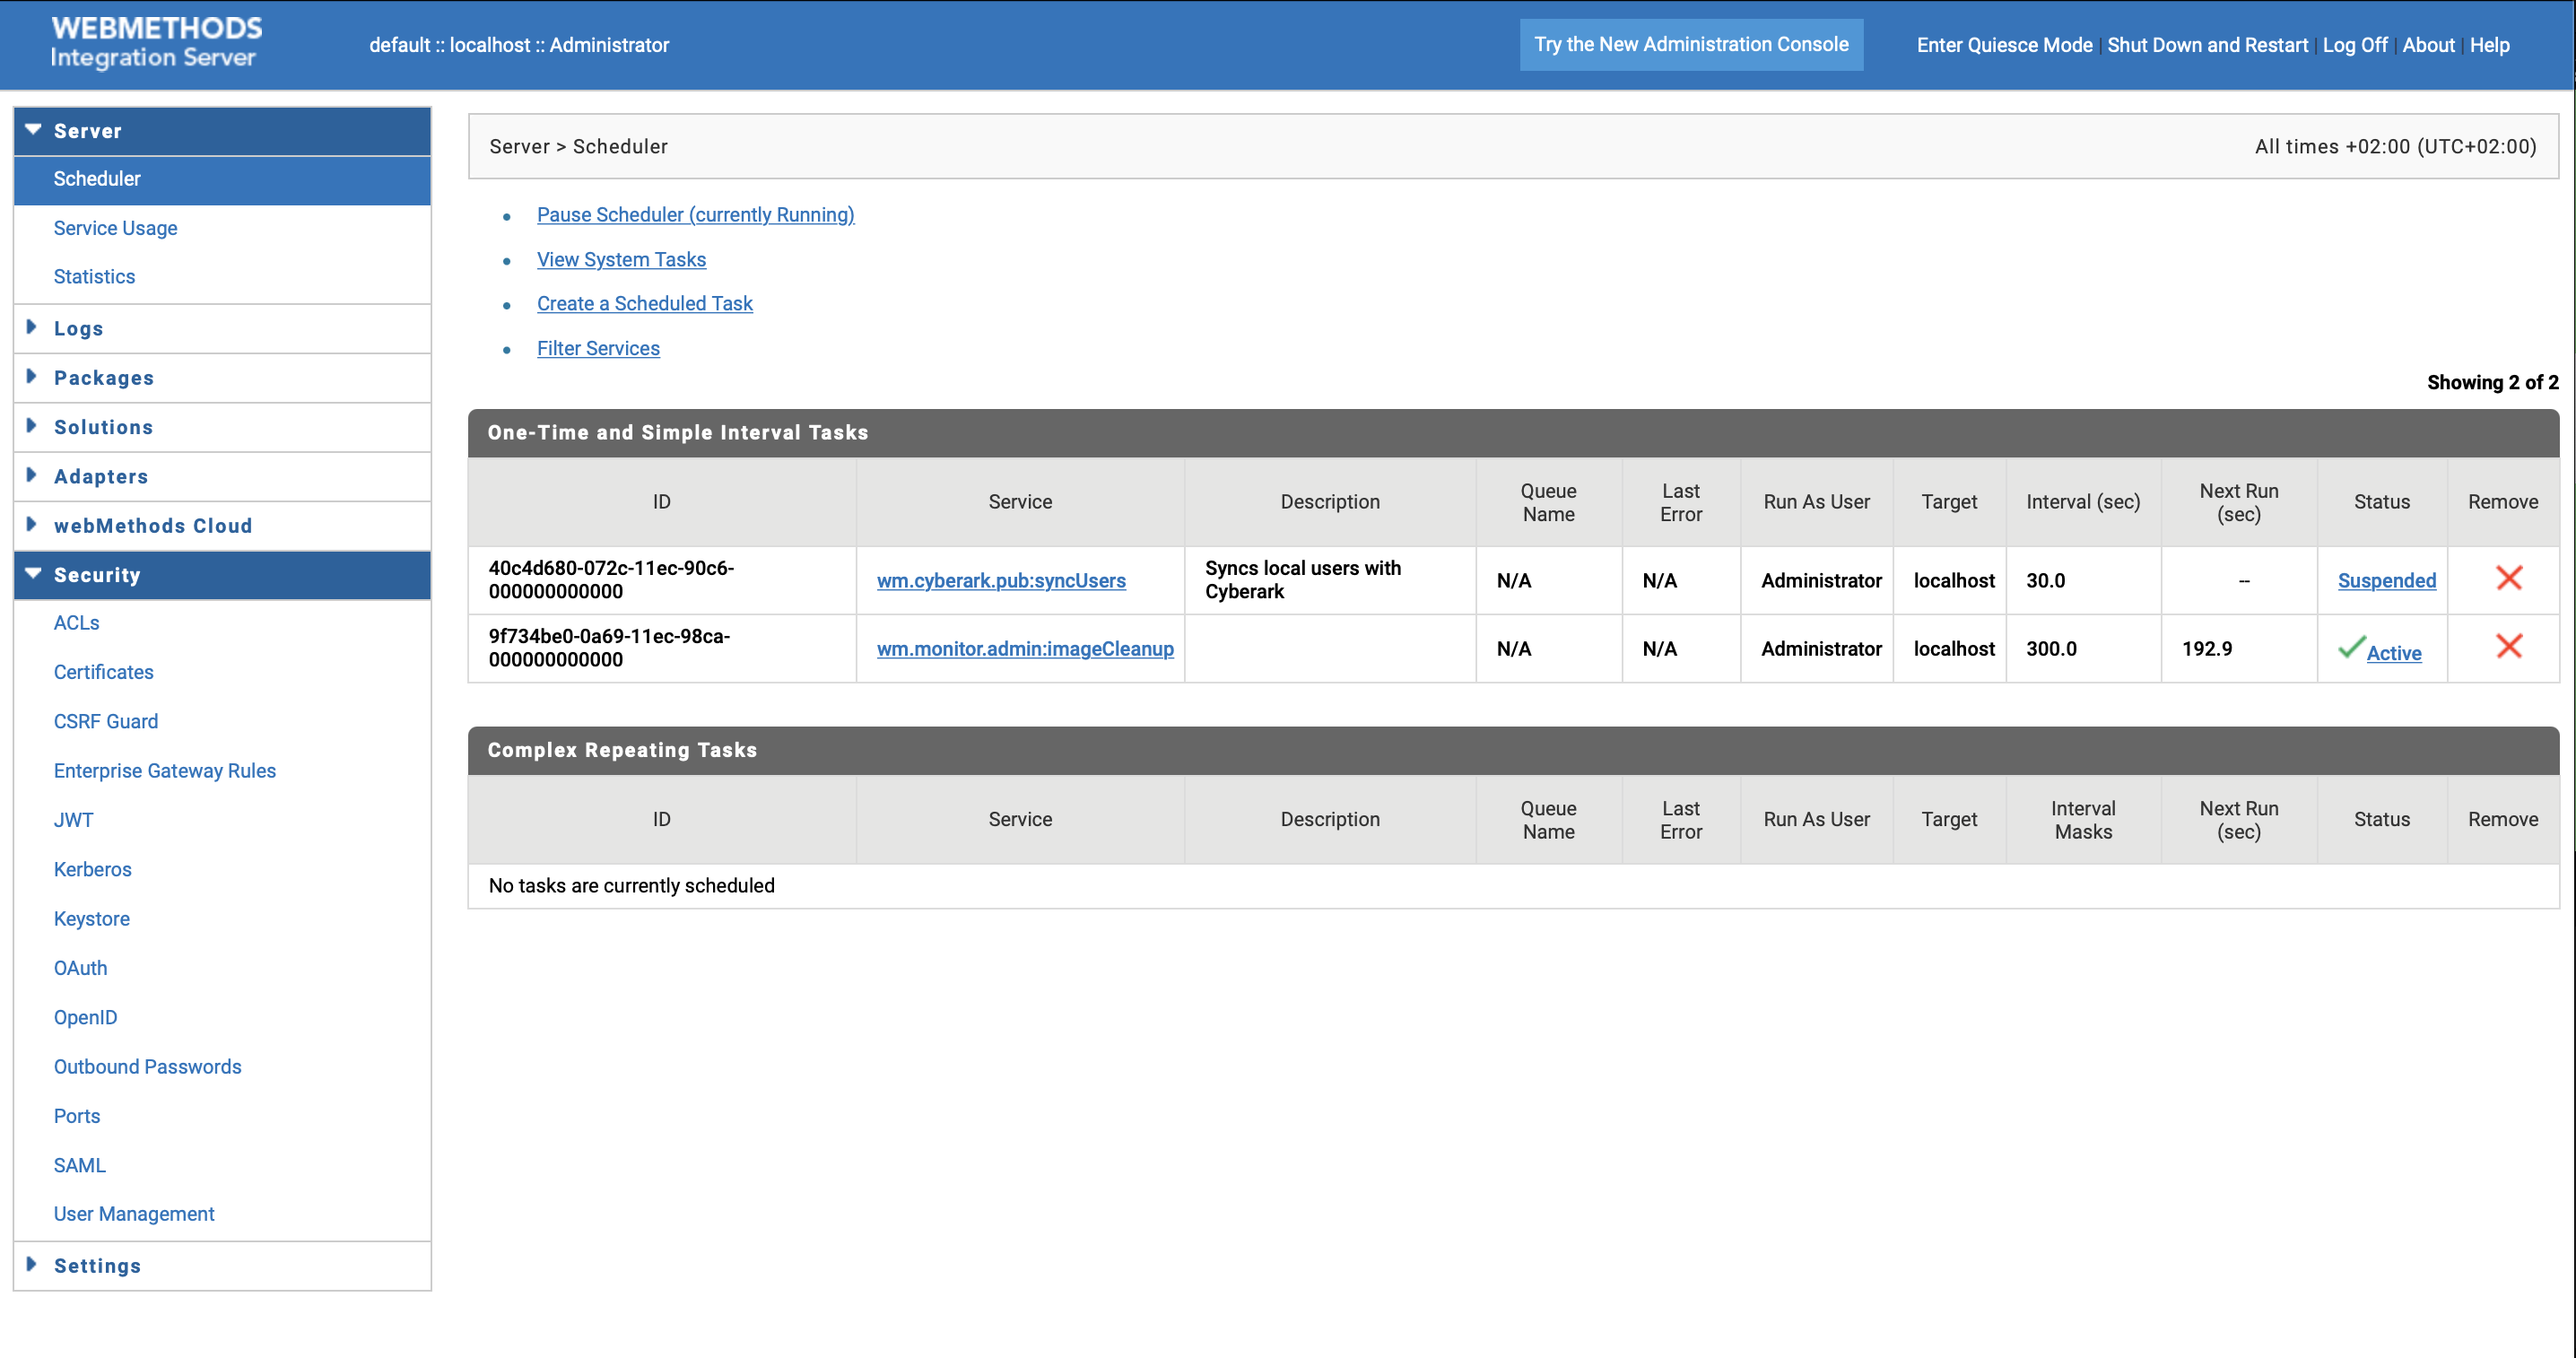 WEBMETHODS
Integration Server
default :: localhost :: Administrator
Try the New Administration Console
Enter Quiesce Mode | Shut Down and Restart | Log Off | About | Help
Server
Scheduler
Service Usage
Statistics
Logs
Packages
Solutions
Adapters
webMethods Cloud
Security
ACLs
Certificates
CSRF Guard
Enterprise Gateway Rules
JWT
Kerberos
Keystore
OAuth
OpenID
Outbound Passwords
Ports
SAML
User Management
Settings
Server > Scheduler
All times +02:00 (UTC+02:00)
Pause Scheduler (currently Running)
View System Tasks
Create a Scheduled Task
Filter Services
Showing 2 of 2
One-Time and Simple Interval Tasks
ID Service Description Queue Name Last Error Run As User Target Interval (sec) Next Run (sec) Status Remove
40c4d680-072c-11ec-90c6-000000000000 wm.cyberark.pub:syncUsers Syncs local users with Cyberark N/A N/A Administrator localhost 30.0 -- Suspended
9f734be0-0a69-11ec-98ca-000000000000 wm.monitor.admin:imageCleanup N/A N/A Administrator localhost 300.0 192.9 Active
Complex Repeating Tasks
ID Service Description Queue Name Last Error Run As User Target Interval Masks Next Run (sec) Status Remove
No tasks are currently scheduled